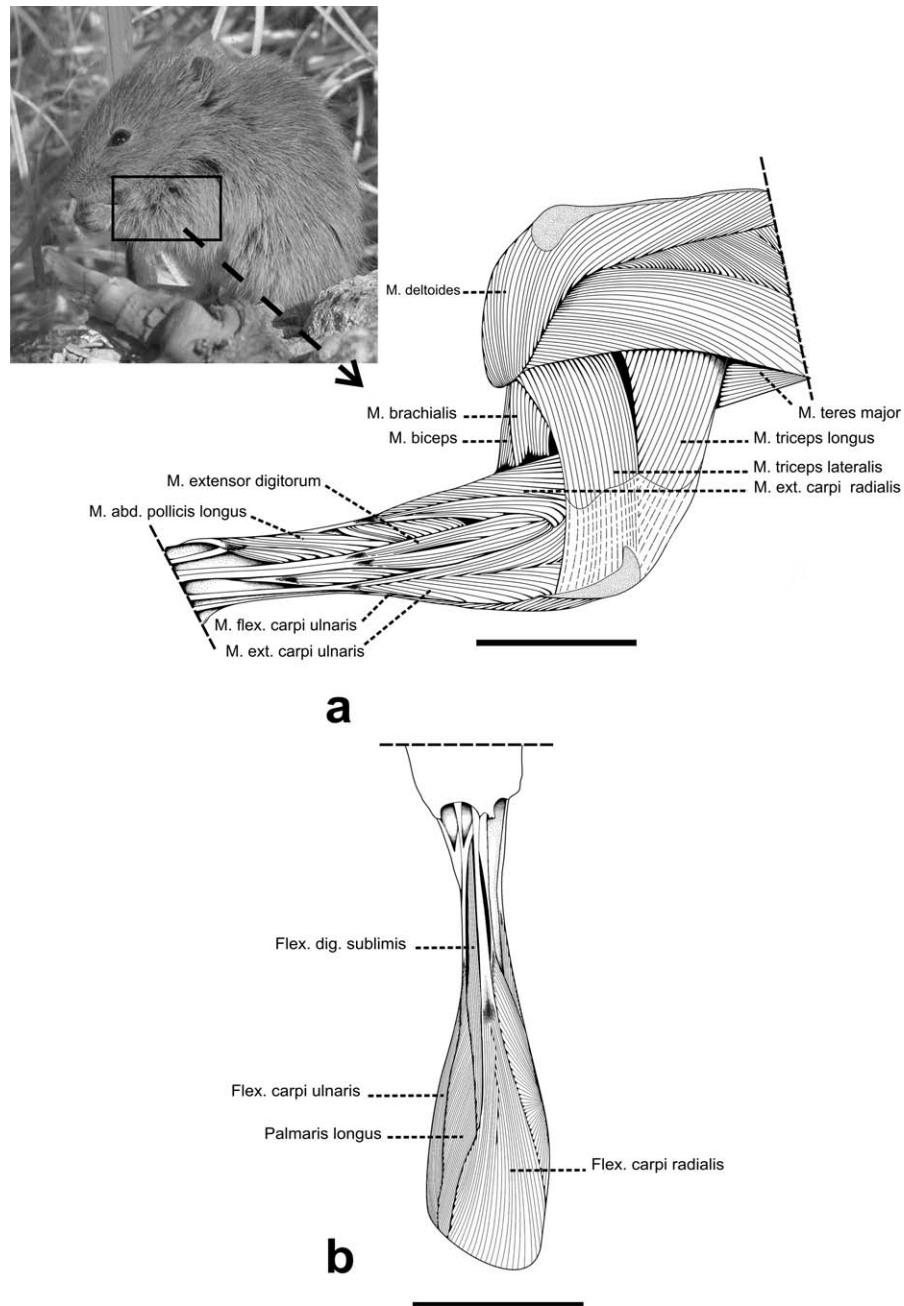 M. deltoides
M. brachialis
M. biceps
M. teres major
M. triceps longus
M. triceps lateralis
M. ext. carpi radialis
M. extensor digitorum
M. abd. pollicis longus
M. flex. carpi ulnaris
M. ext. carpi ulnaris
a
Flex. dig. sublimis
Flex. carpi ulnaris
Palmaris longus
Flex. carpi radialis
b